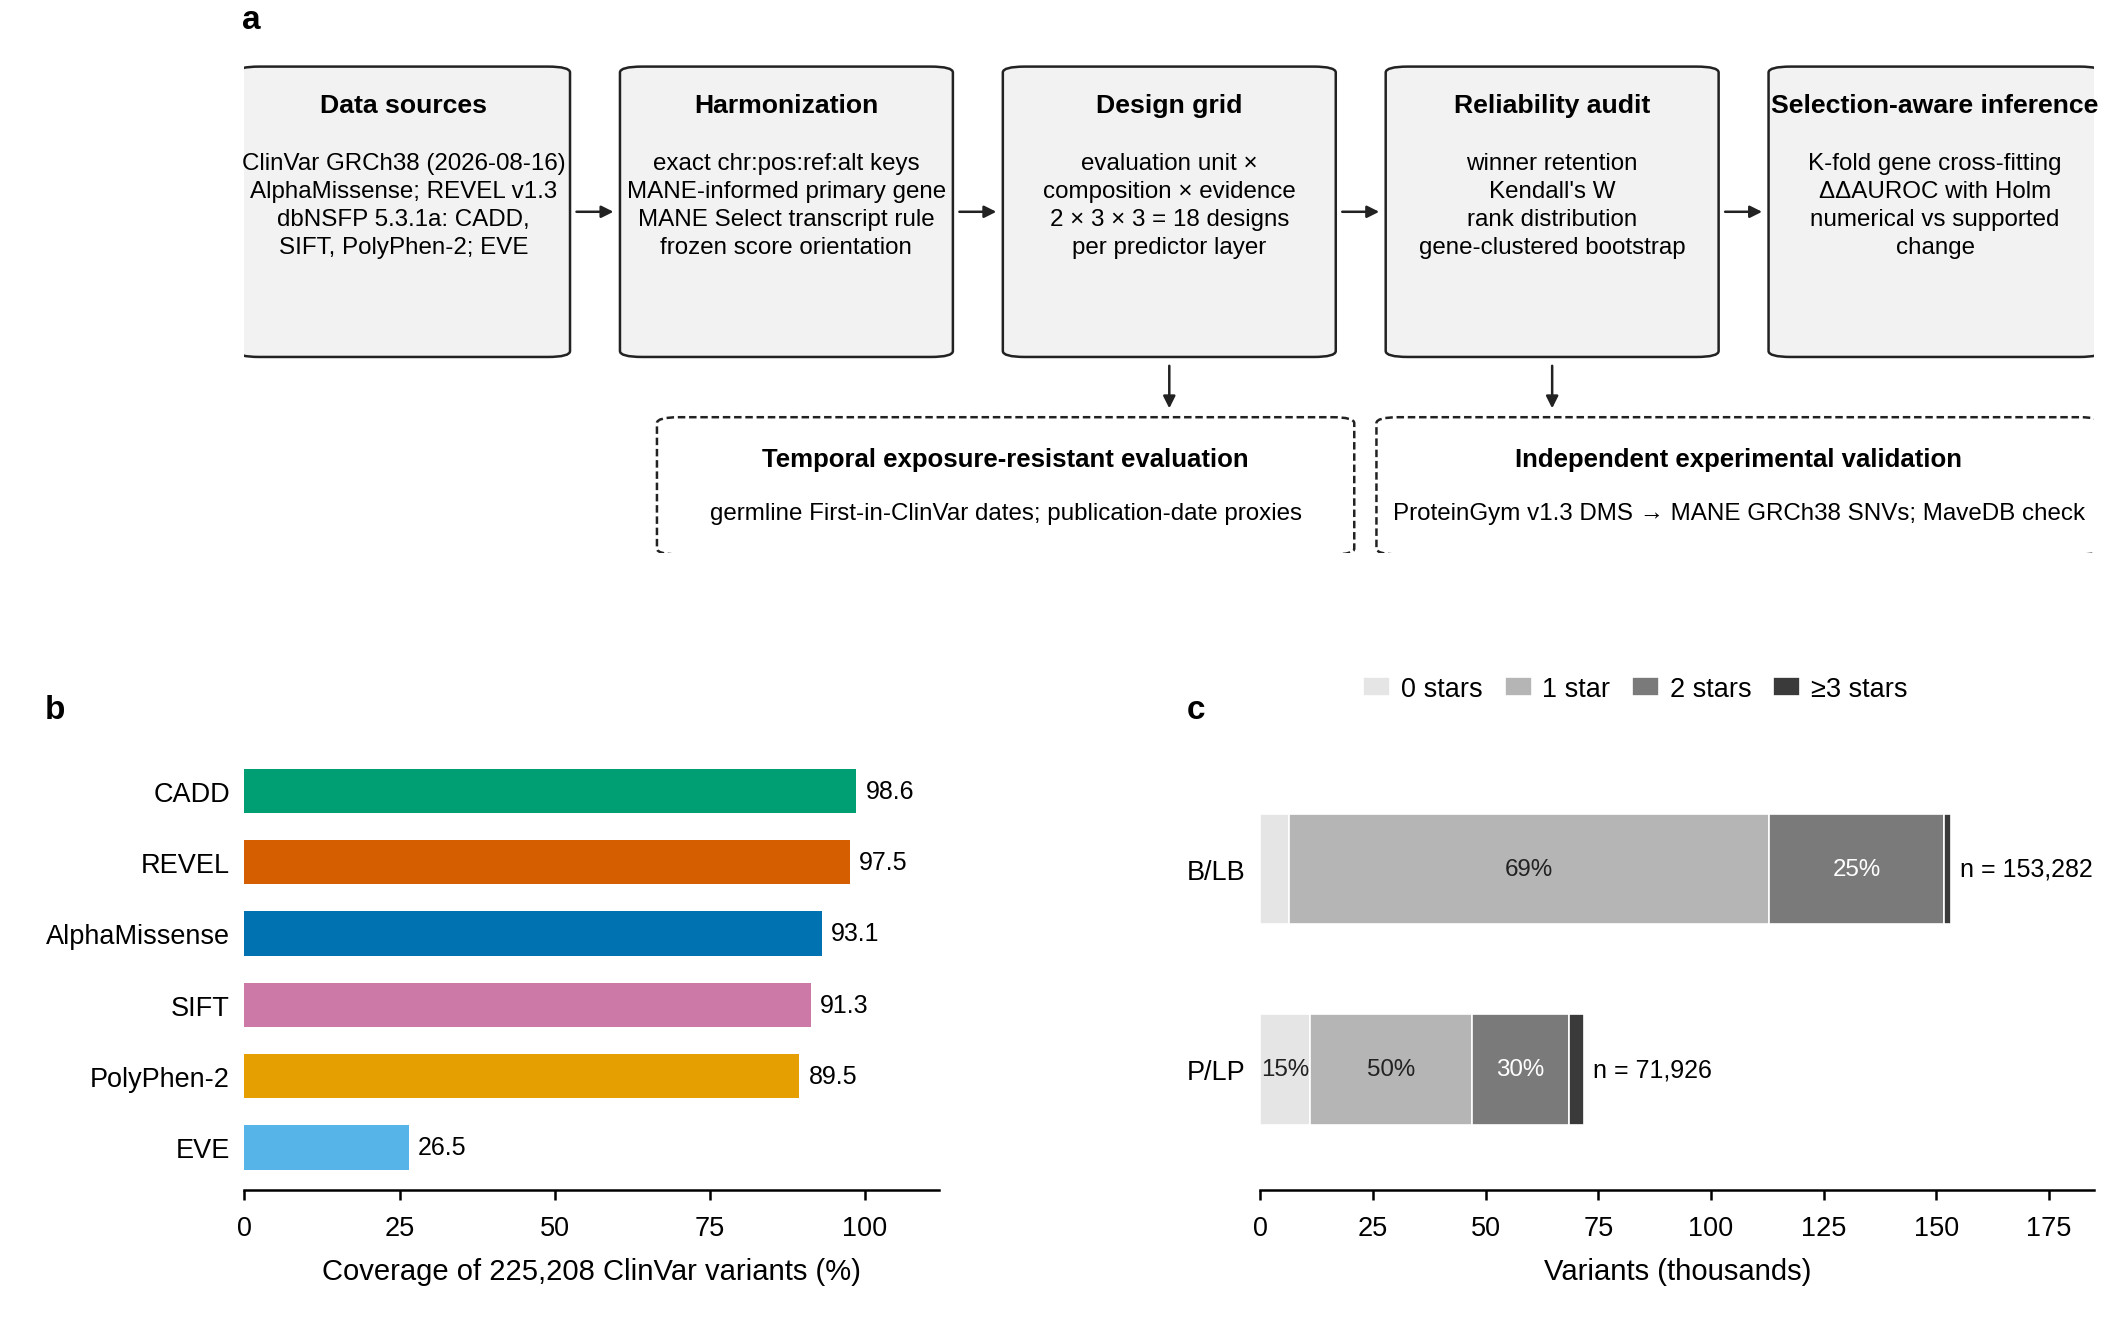 a
Data sources
ClinVar GRCh38 (2026-08-16)
AlphaMissense; REVEL v1.3
dbNSFP 5.3.1a: CADD,
SIFT, PolyPhen-2; EVE
Harmonization
exact chr:pos:ref:alt keys
MANE-informed primary gene
MANE Select transcript rule
frozen score orientation
Design grid
evaluation unit ×
composition × evidence
2 × 3 × 3 = 18 designs
per predictor layer
Reliability audit
winner retention
Kendall's W
rank distribution
gene-clustered bootstrap
Selection-aware inference
K-fold gene cross-fitting
ΔΔAUROC with Holm
numerical vs supported
change
Temporal exposure-resistant evaluation
germline First-in-ClinVar dates; publication-date proxies
Independent experimental validation
ProteinGym v1.3 DMS → MANE GRCh38 SNVs; MaveDB check
b
CADD 98.6
REVEL 97.5
AlphaMissense 93.1
SIFT 91.3
PolyPhen-2 89.5
EVE 26.5
0 25 50 75 100
Coverage of 225,208 ClinVar variants (%)
c
0 stars 1 star 2 stars ≥3 stars
B/LB 69% 25% n = 153,282
P/LP 15% 50% 30% n = 71,926
0 25 50 75 100 125 150 175
Variants (thousands)